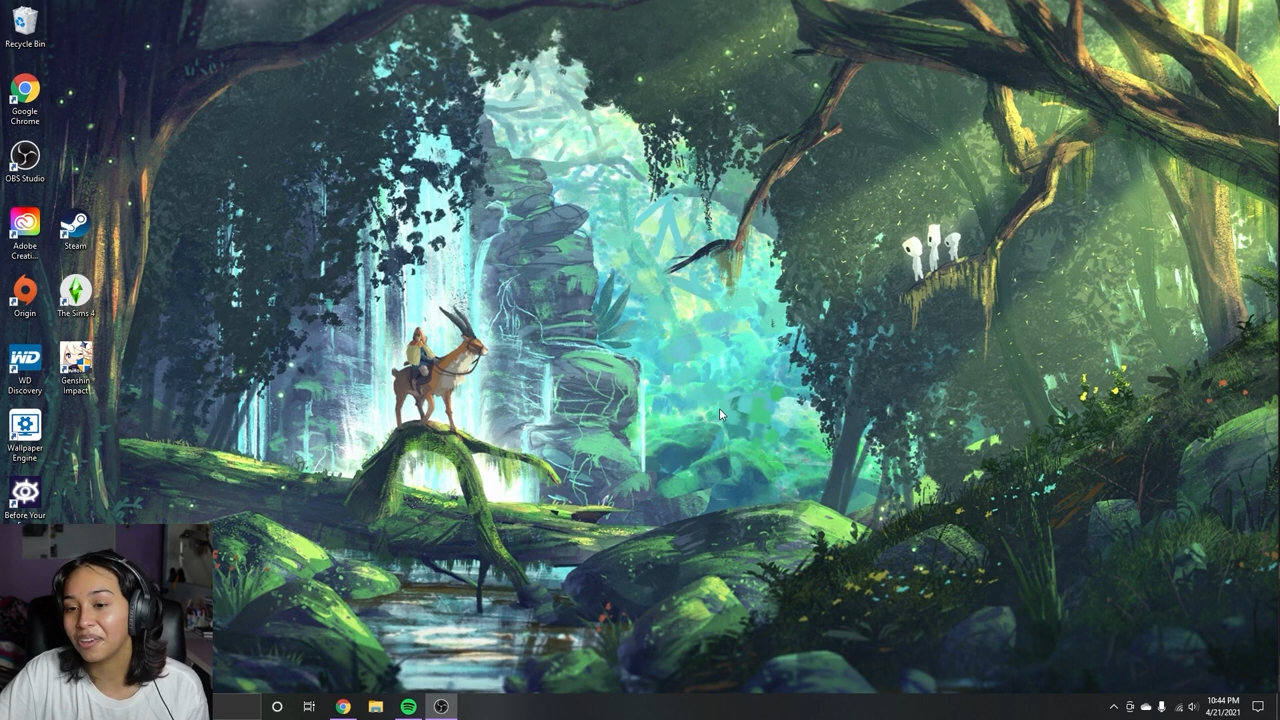 Recycle Bin
Google
Chrome
OBS Studio
Adobe
Creati...
Steam
Origin
The Sims 4
WD
WD
Discovery
Genshin
Impact
Wallpaper
Engine
Before Your
10:44 PM
4/21/2021